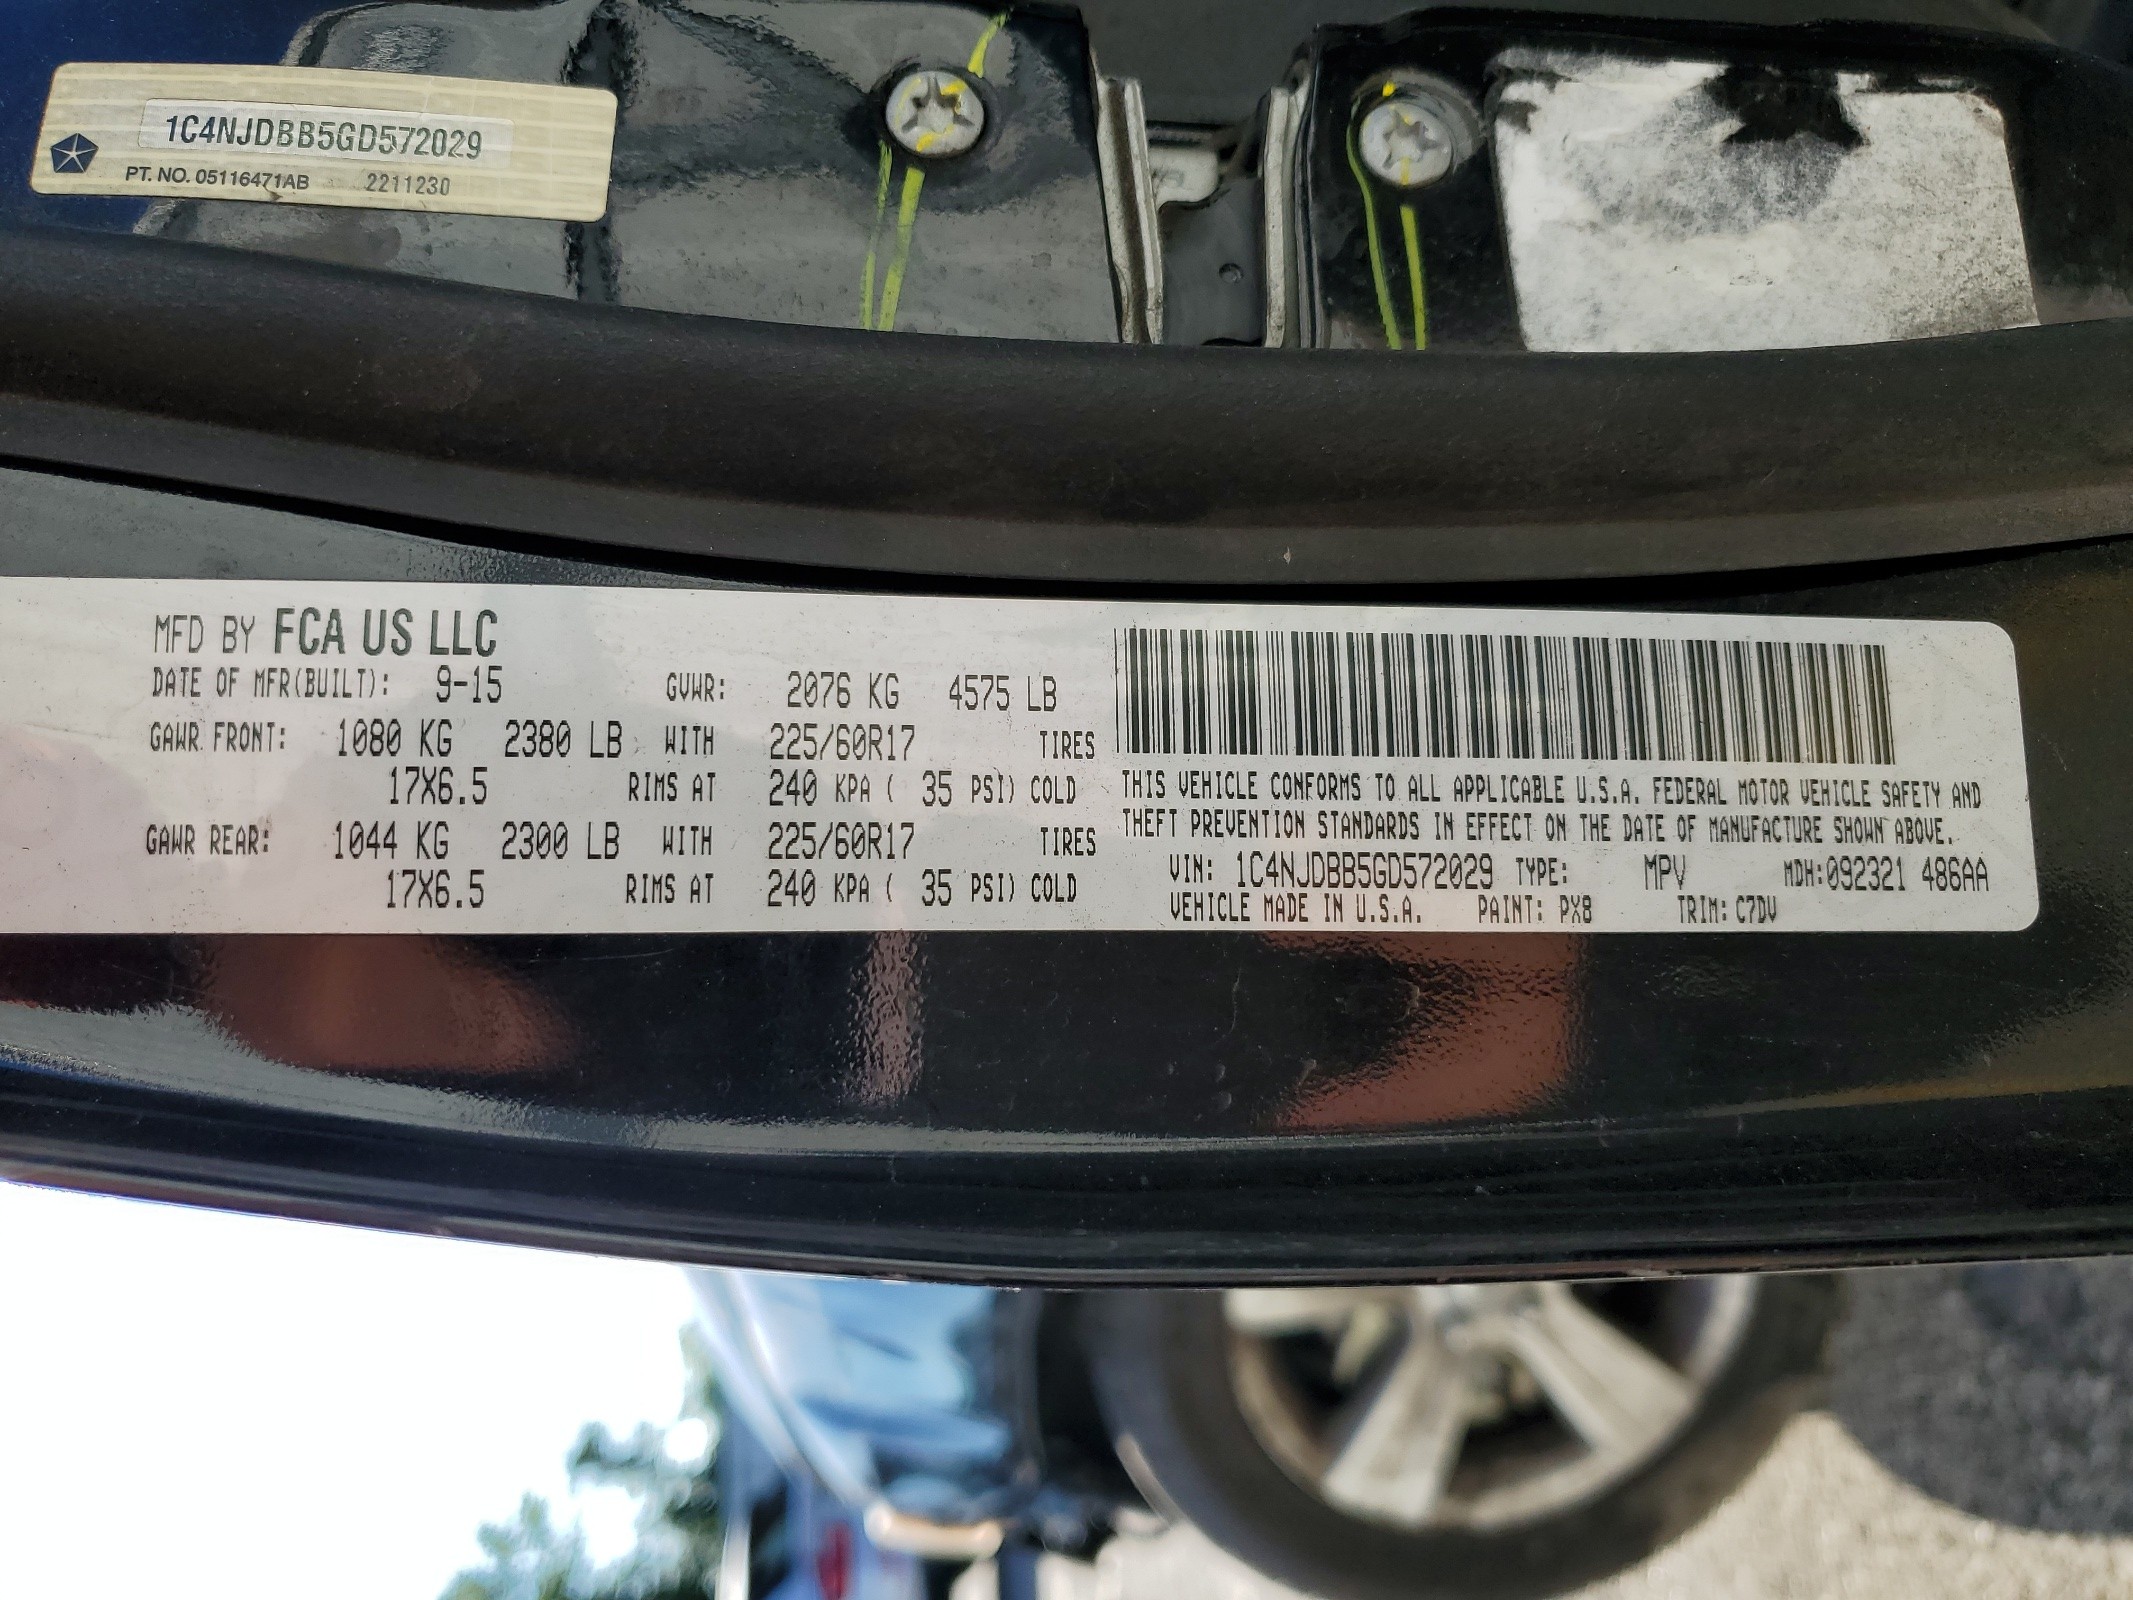 1C4NJDBB5GD572029
PT. NO. 05116471AB 2211230
MFD BY FCA US LLC
DATE OF MFR(BUILT): 9-15 GVWR: 2076 KG 4575 LB
GAWR FRONT: 1080 KG 2380 LB WITH 225/60R17 TIRES
17X6.5 RIMS AT 240 KPA ( 35 PSI) COLD
GAWR REAR: 1044 KG 2300 LB WITH 225/60R17 TIRES
17X6.5 RIMS AT 240 KPA ( 35 PSI) COLD
THIS VEHICLE CONFORMS TO ALL APPLICABLE U.S.A. FEDERAL MOTOR VEHICLE SAFETY AND
THEFT PREVENTION STANDARDS IN EFFECT ON THE DATE OF MANUFACTURE SHOWN ABOVE.
VIN: 1C4NJDBB5GD572029 TYPE: MPV MDH:092321 486AA
VEHICLE MADE IN U.S.A. PAINT: PX8 TRIM: C7DV